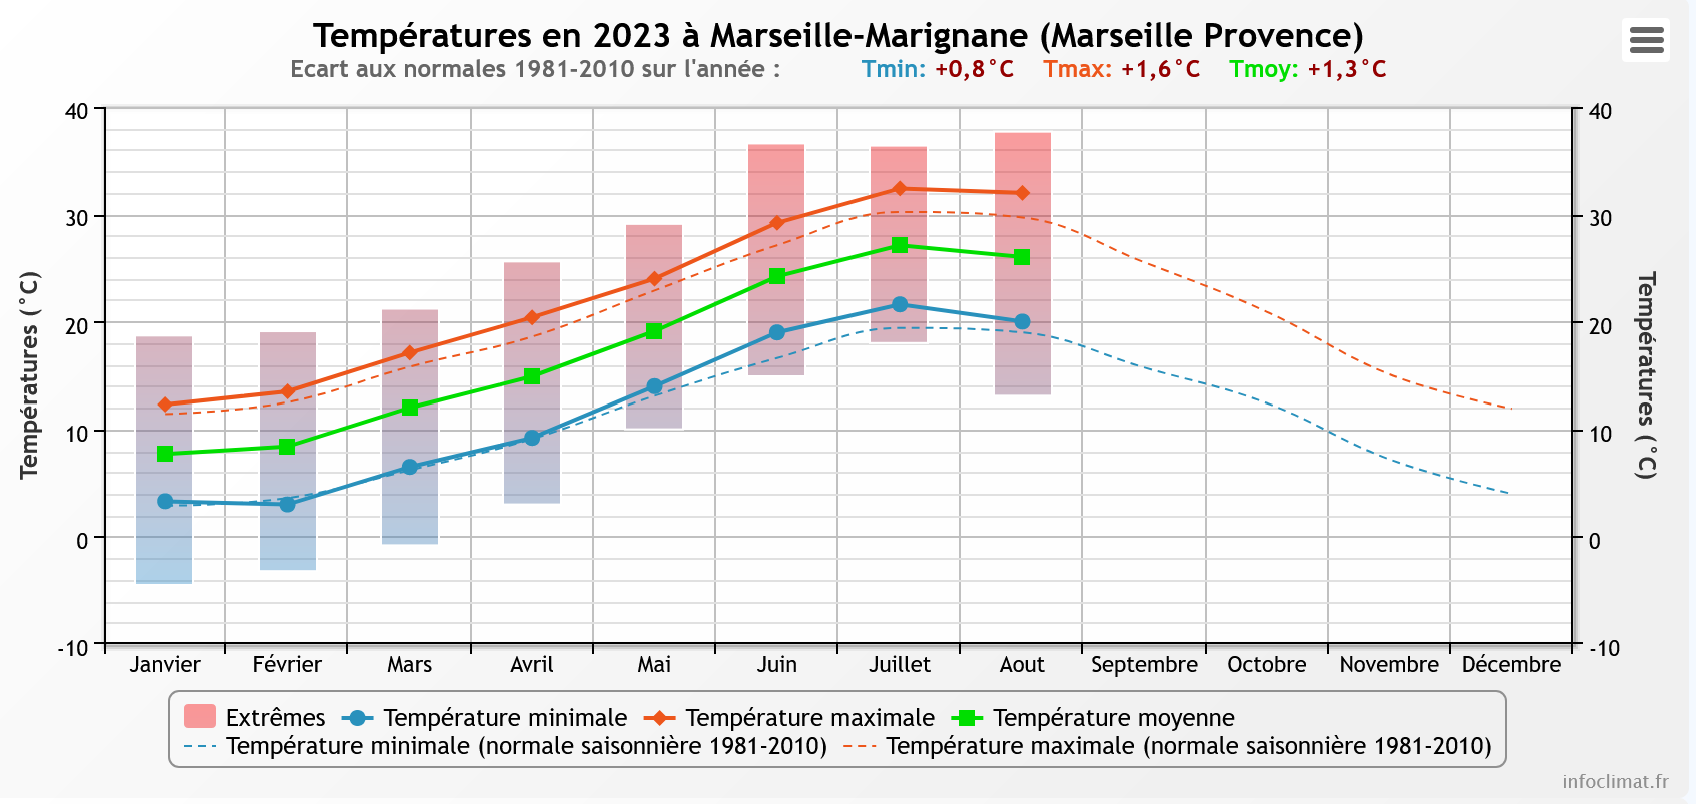 Températures en 2023 à Marseille-Marignane (Marseille Provence)
Ecart aux normales 1981-2010 sur l'année : Tmin: +0,8°C Tmax: +1,6°C Tmoy: +1,3°C
40 40
30 30
20 20
10 10
0 0
-10 -10
Températures (°C)
Températures (°C)
Janvier Février Mars Avril Mai Juin Juillet Aout Septembre Octobre Novembre Décembre
Extrêmes Température minimale Température maximale Température moyenne
Température minimale (normale saisonnière 1981-2010) Température maximale (normale saisonnière 1981-2010)
infoclimat.fr